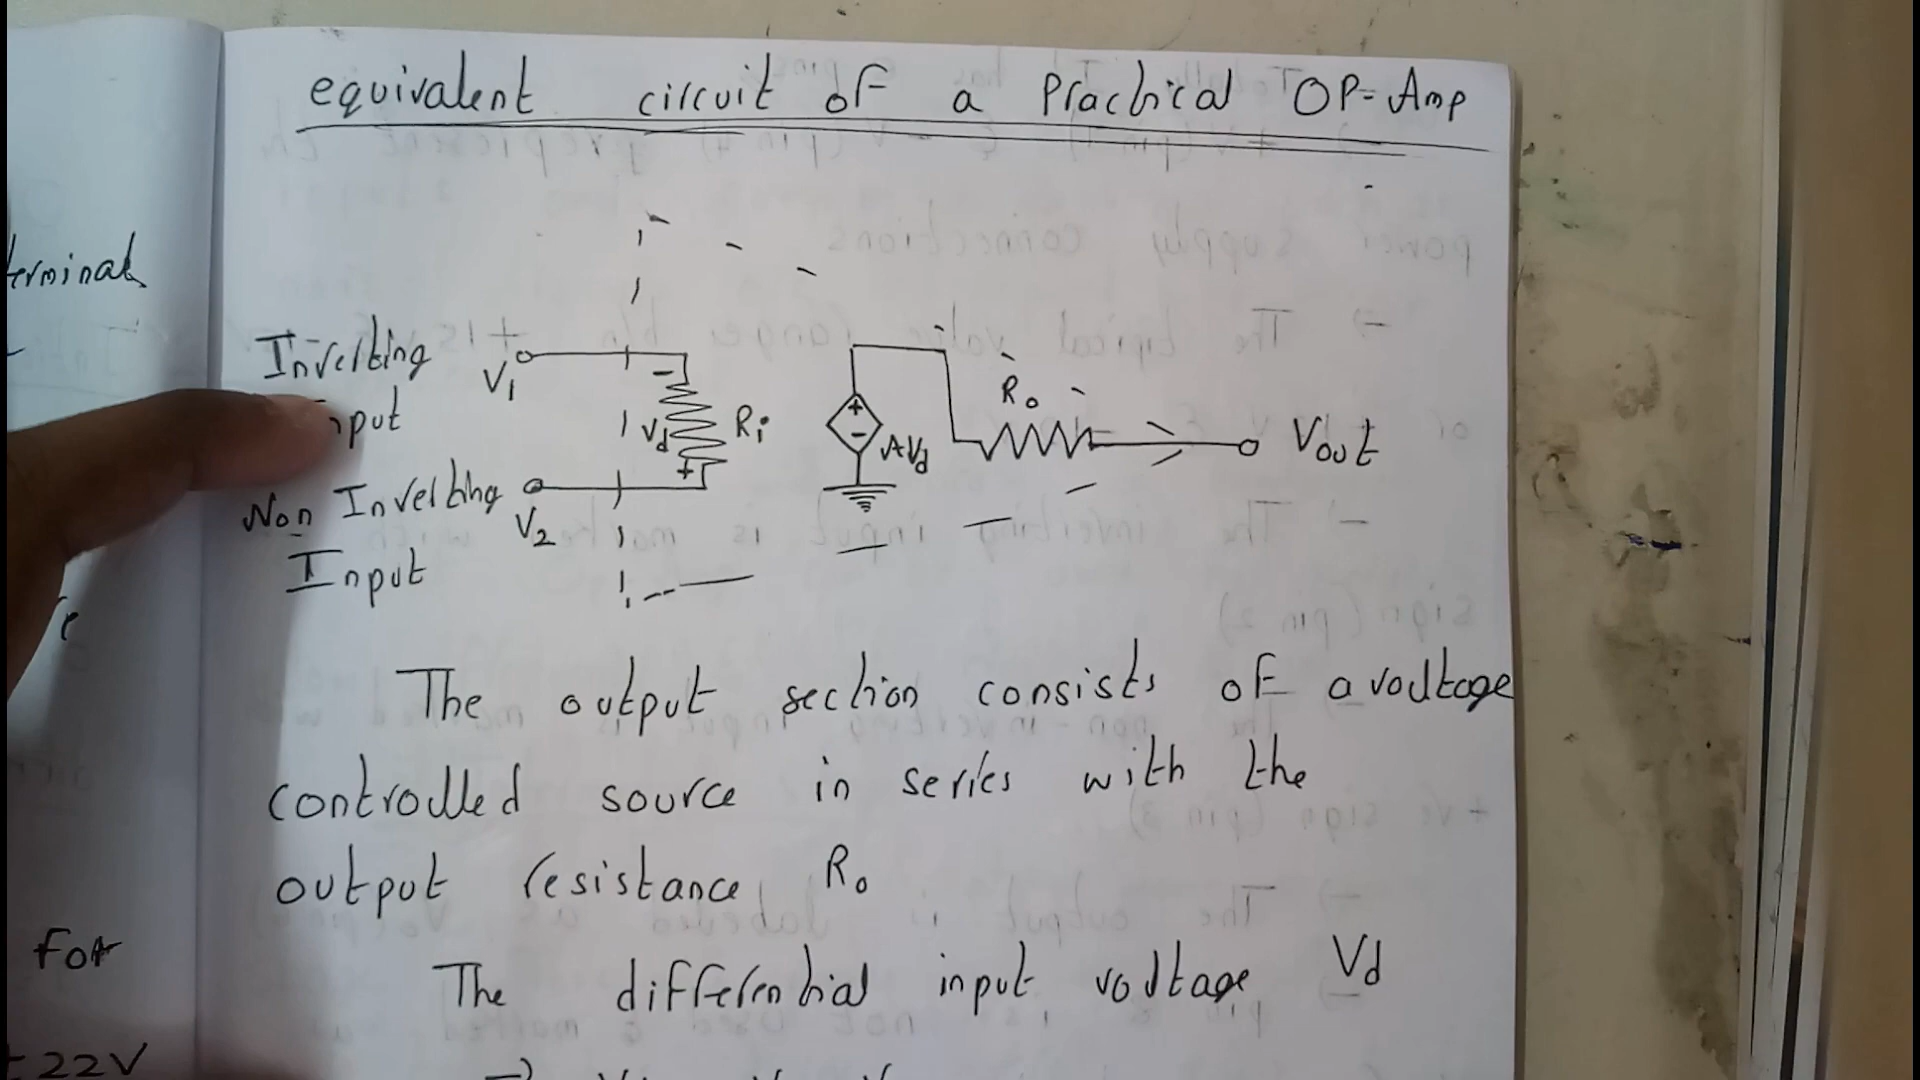 equivalent circuit of a Practical OP-Amp
Inverting
V1
nput
Non Inverting
V2
Input
-
Vd
+
Ri
+
-
AVd
Ro
Vout
The output section consists of a voltage
controlled source in series with the
output resistance Ro
The differential input voltage Vd
erminal
For
22V